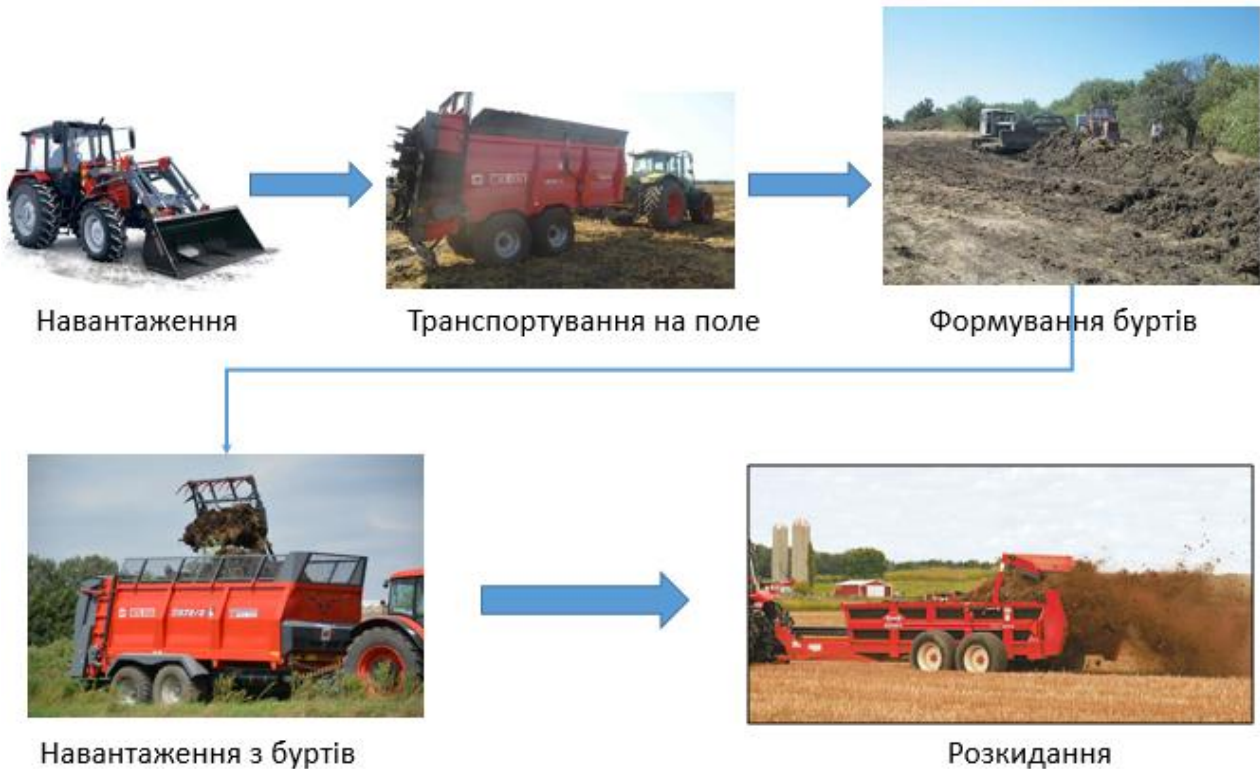 Навантаження
Транспортування на поле
Формування буртів
Навантаження з буртів
Розкидання